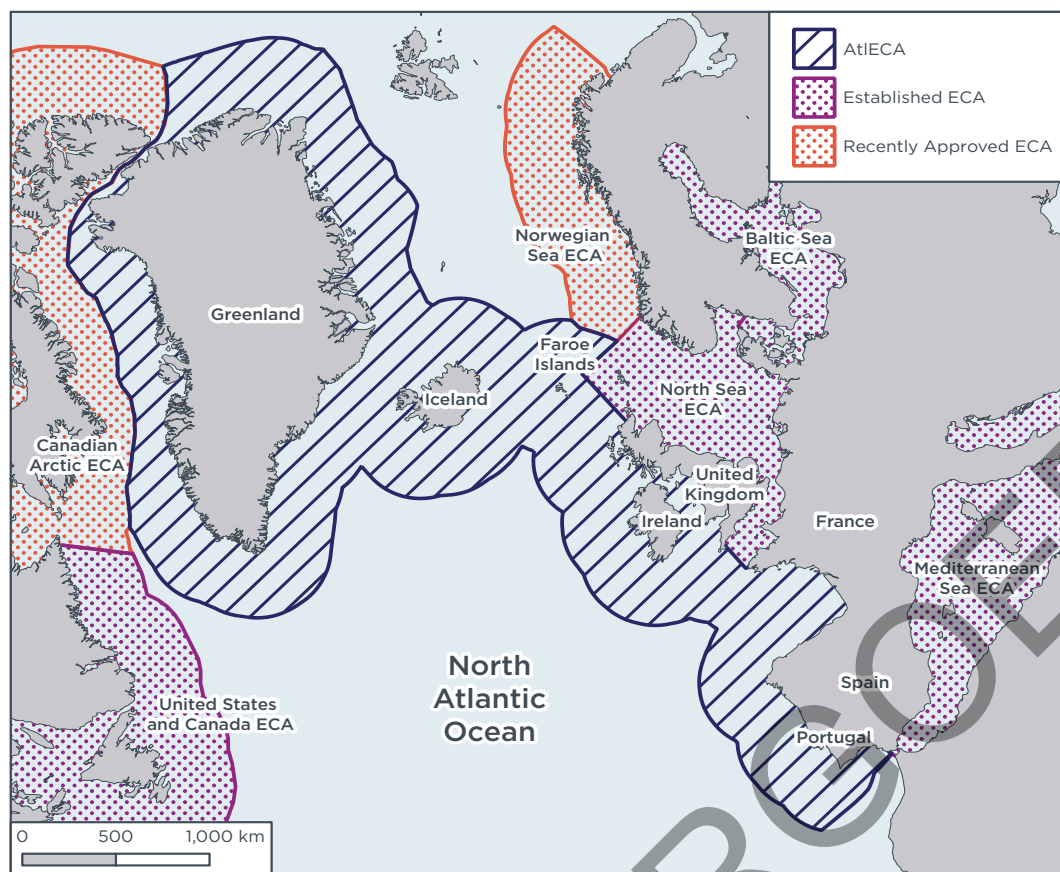 AtlECA
Established ECA
Recently Approved ECA
Norwegian
Sea ECA
Baltic Sea
ECA
Greenland
Faroe
Islands
Iceland
North Sea
ECA
Canadian
Arctic ECA
United
Kingdom
Ireland
France
Mediterranean
Sea ECA
North
Atlantic
Ocean
Spain
United States
and Canada ECA
Portugal
0 500 1,000 km